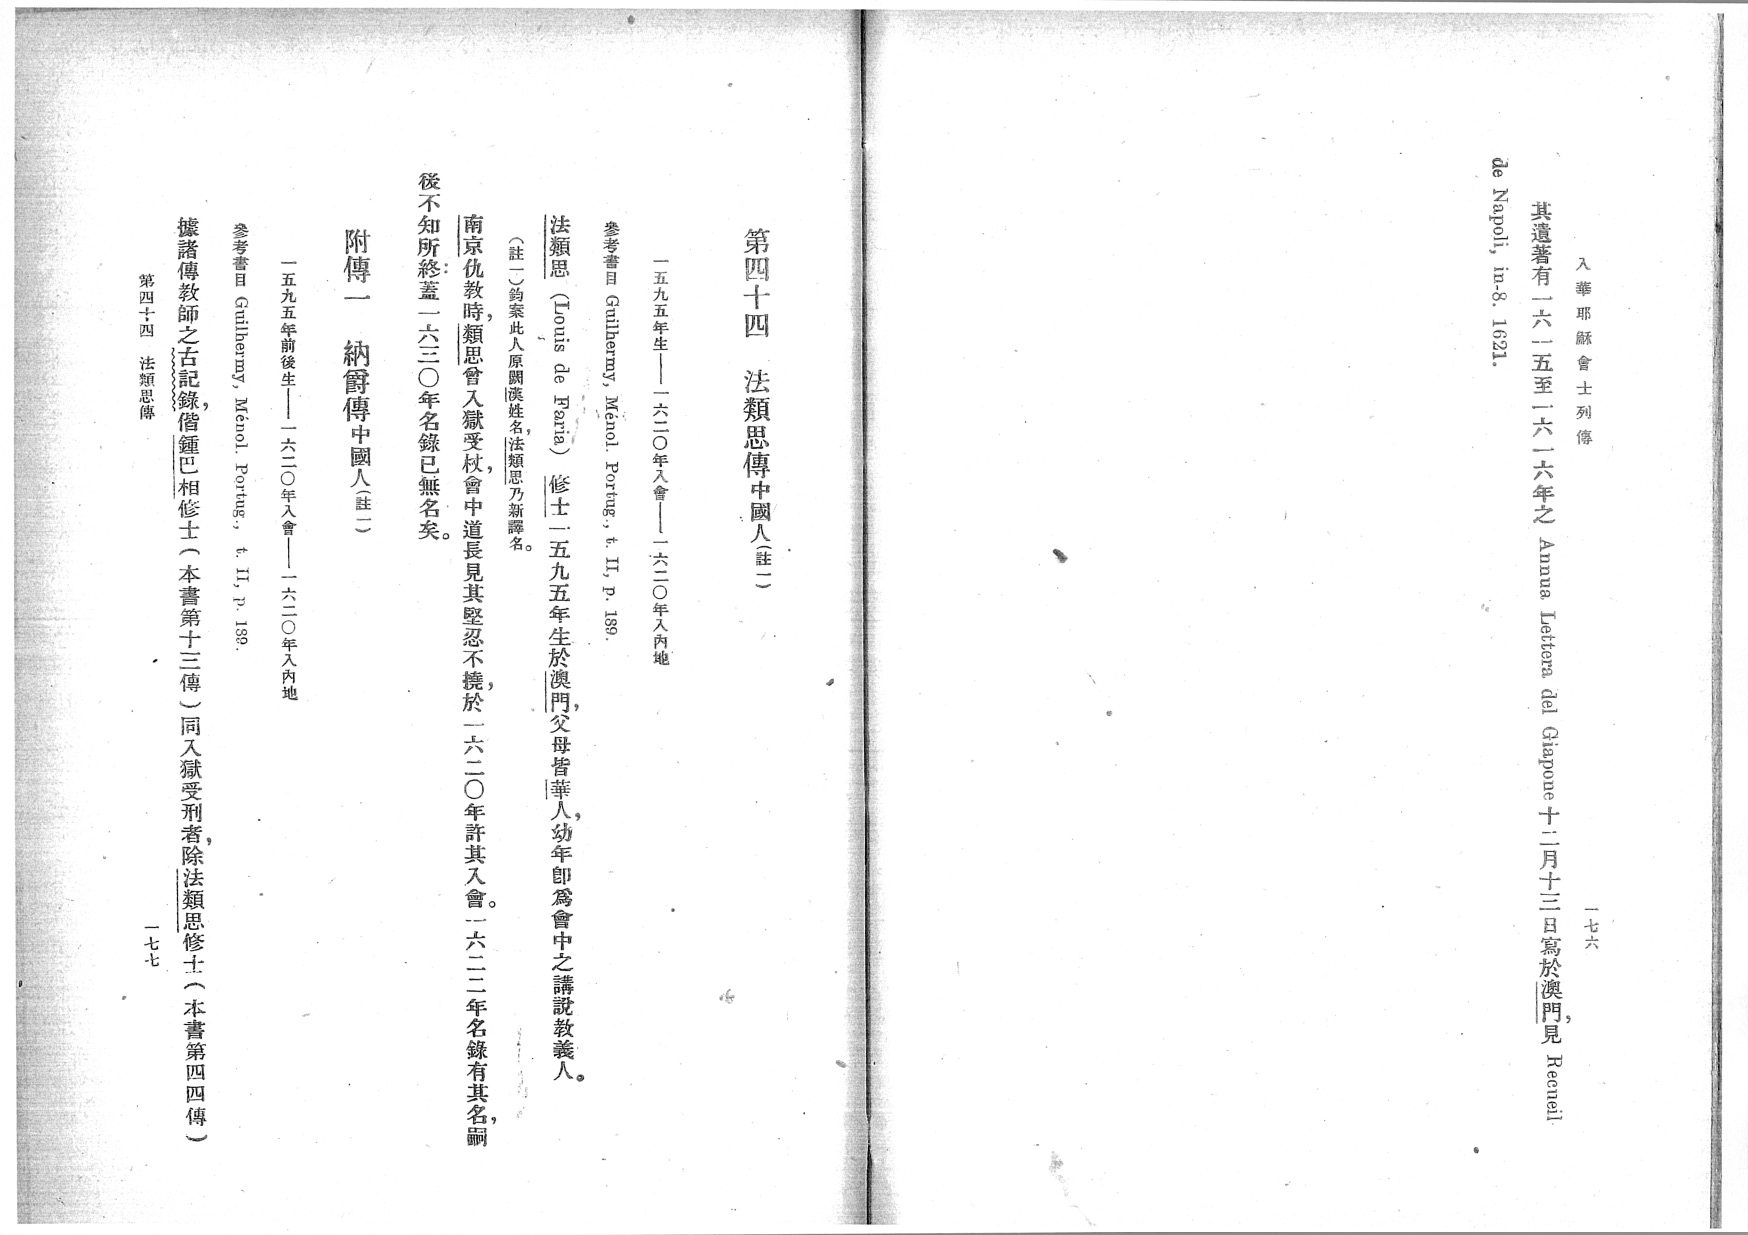 入華耶穌會士列傳
一七六
其遺著有一六一五至一六一六年之 Annua Lettera del Giapone 十二月十三日寫於澳門，見 Recueil
de Napoli, in-8. 1621.
第四十四　法類思傳中國人（註一）
一五九五年生——一六二〇年入會——一六二〇年入內地
參考書目 Guilhermy, Ménol. Portug., t. II, p. 189.
法類思（Louis de Faria）修士一五九五年生於澳門，父母皆華人，幼年卽爲會中之講說教義人。
（註一）鈞案此人原闕漢姓名，法類思乃新譯名。
南京仇教時，類思曾入獄受杖，會中道長見其堅忍不撓，於一六二〇年許其入會。一六二二年名錄有其名，嗣
後不知所終：蓋一六三〇年名錄已無名矣。
附傳一　納爵傳中國人（註一）
一五九五年前後生——一六二〇年入會——一六二〇年入內地
參考書目 Guilhermy, Ménol. Portug., t. II, p. 189.
據諸傳教師之古記錄，偕鍾巴相修士（本書第十三傳）同入獄受刑者，除法類思修士（本書第四四傳）
第四十四　法類思傳
一七七